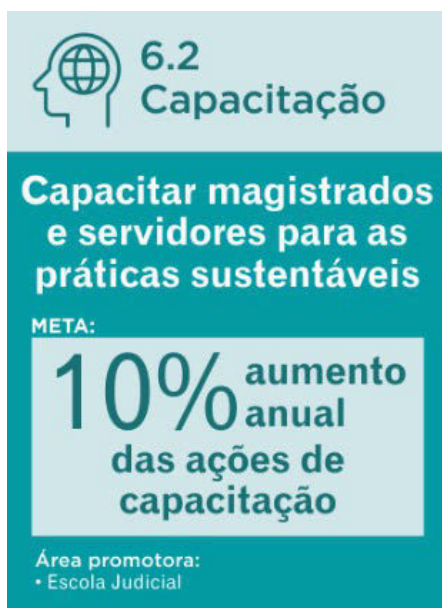 6.2
Capacitação
Capacitar magistrados
e servidores para as
práticas sustentáveis
META:
10% aumento
anual
das ações de
capacitação
Área promotora:
• Escola Judicial